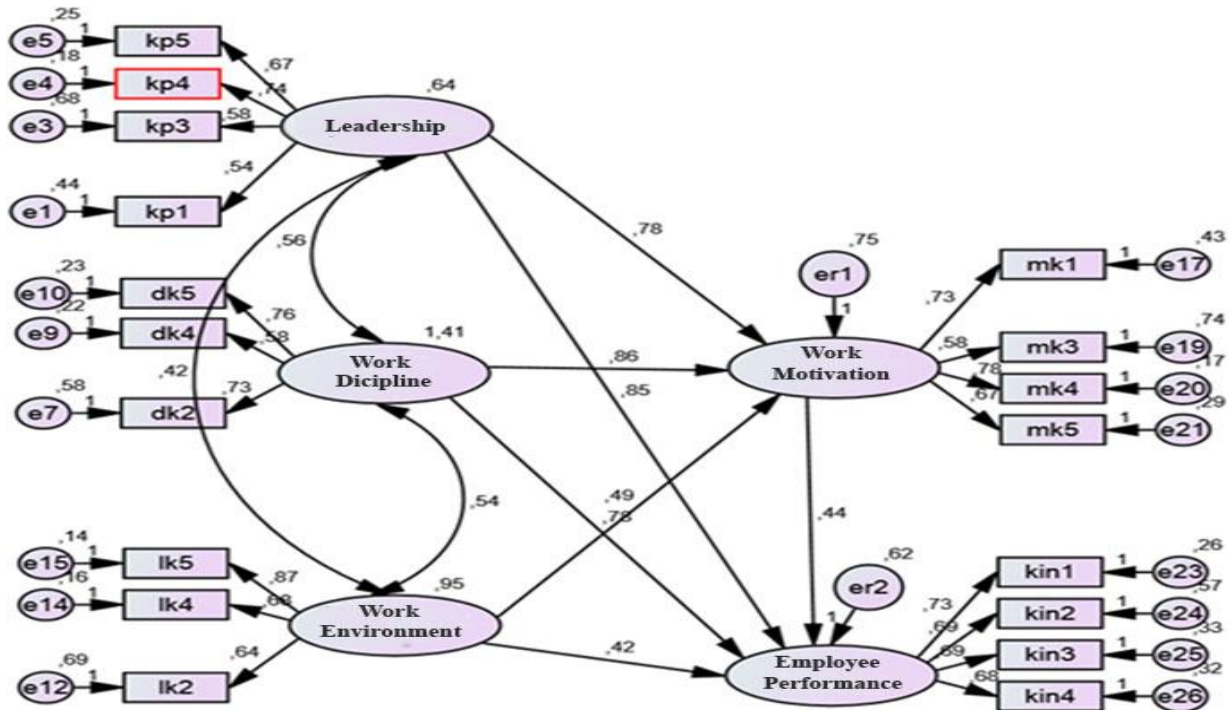 ,25
e5 1 kp5
,18
e4 1 kp4
,68
e3 1 kp3
,44
e1 1 kp1
,67
,74
,58
,54
,64
Leadership
,56
,78
,85
,23
e10 1 dk5
,22
e9 1 dk4
,58
e7 1 dk2
,76
,58
,73
1,41
Work
Dicipline
,42
,86
,54
,49
,78
,14
e15 1 lk5
,16
e14 1 lk4
,69
e12 1 lk2
,87
,68
,64
,95
Work
Environment
,42
,75
er1
1
Work
Motivation
,44
,73
,58
,78
,67
,43
mk1 1 e17
,74
mk3 1 e19
,17
mk4 1 e20
,29
mk5 1 e21
,62
er2
1
Employee
Performance
,73
,69
,69
,68
,26
kin1 1 e23
,57
kin2 1 e24
,33
kin3 1 e25
,32
kin4 1 e26